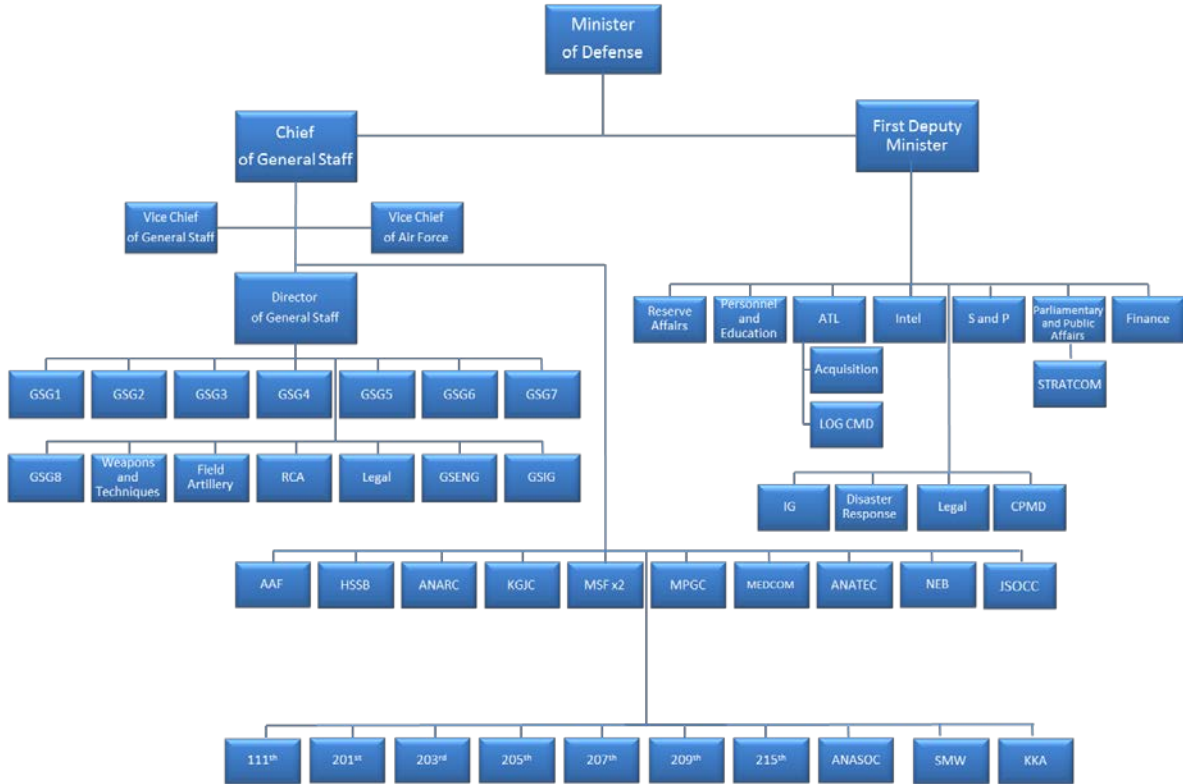 Minister
of Defense
Chief
of General Staff
First Deputy
Minister
Vice Chief
of General Staff
Vice Chief
of Air Force
Director
of General Staff
Reserve
Affairs
Personnel
and
Education
ATL
Intel
S and P
Parliamentary
and Public
Affairs
Finance
Acquisition
STRATCOM
LOG CMD
GSG1
GSG2
GSG3
GSG4
GSG5
GSG6
GSG7
GSG8
Weapons
and
Techniques
Field
Artillery
RCA
Legal
GSENG
GSIG
IG
Disaster
Response
Legal
CPMD
AAF
HSSB
ANARC
KGJC
MSF x2
MPGC
MEDCOM
ANATEC
NEB
JSOCC
111th
201st
203rd
205th
207th
209th
215th
ANASOC
SMW
KKA